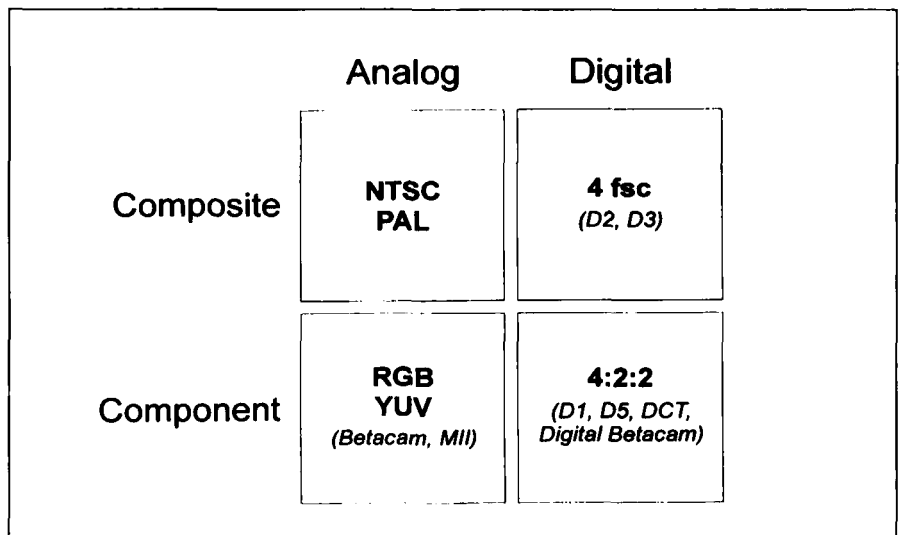 Analog Digital
Composite
NTSC
PAL
4 fsc
(D2, D3)
Component
RGB
YUV
(Betacam, MII)
4:2:2
(D1, D5, DCT,
Digital Betacam)